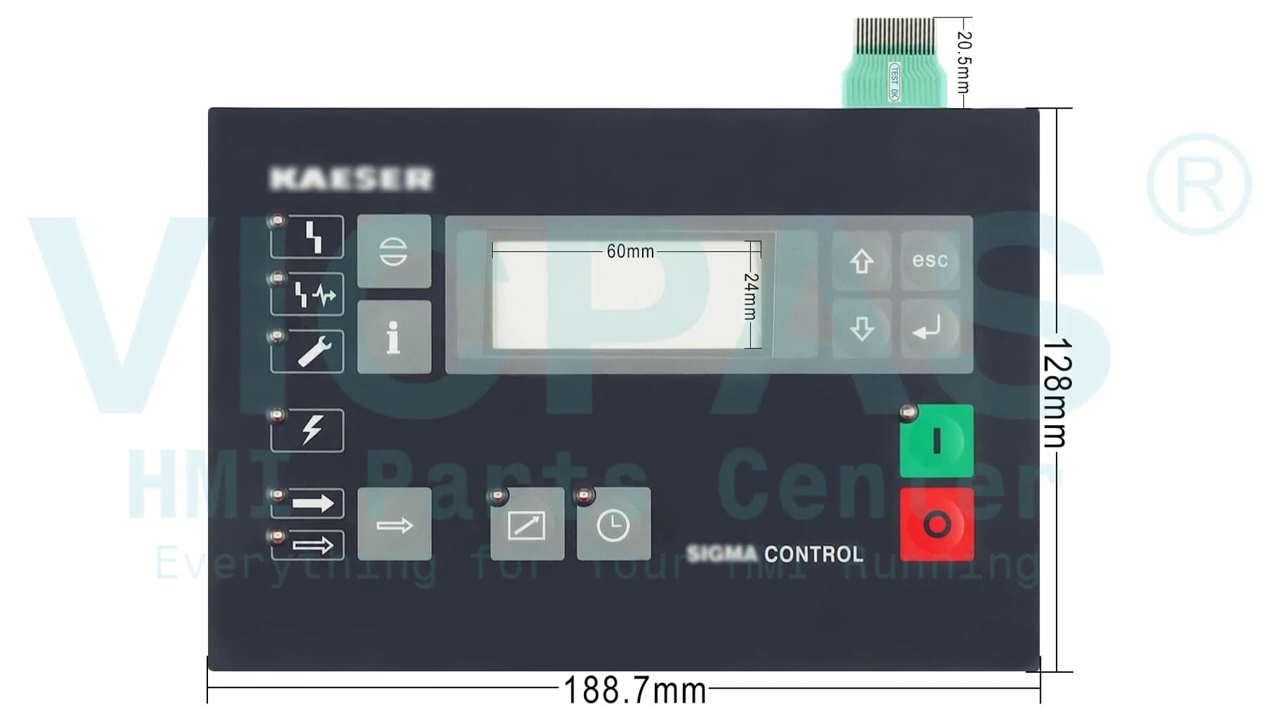 20.5mm
TEST OK
KAESER
®
VICPAS
60mm
24mm
esc
i
128mm
HMI Parts Center
SIGMA CONTROL
Everything for Your HMI Running
188.7mm